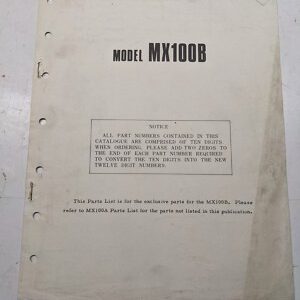 MODEL MX100B
NOTICE
ALL PART NUMBERS CONTAINED IN THIS
CATALOGUE ARE COMPRISED OF TEN DIGITS
WHEN ORDERING, PLEASE ADD TWO ZEROS TO
THE END OF EACH PART NUMBER REQUIRED
TO CONVERT THE TEN DIGITS INTO THE NEW
TWELVE DIGIT NUMBERS.
This Parts List is for the exclusive parts for the MX100B. Please
refer to MX100A Parts List for the parts not listed in this publication.